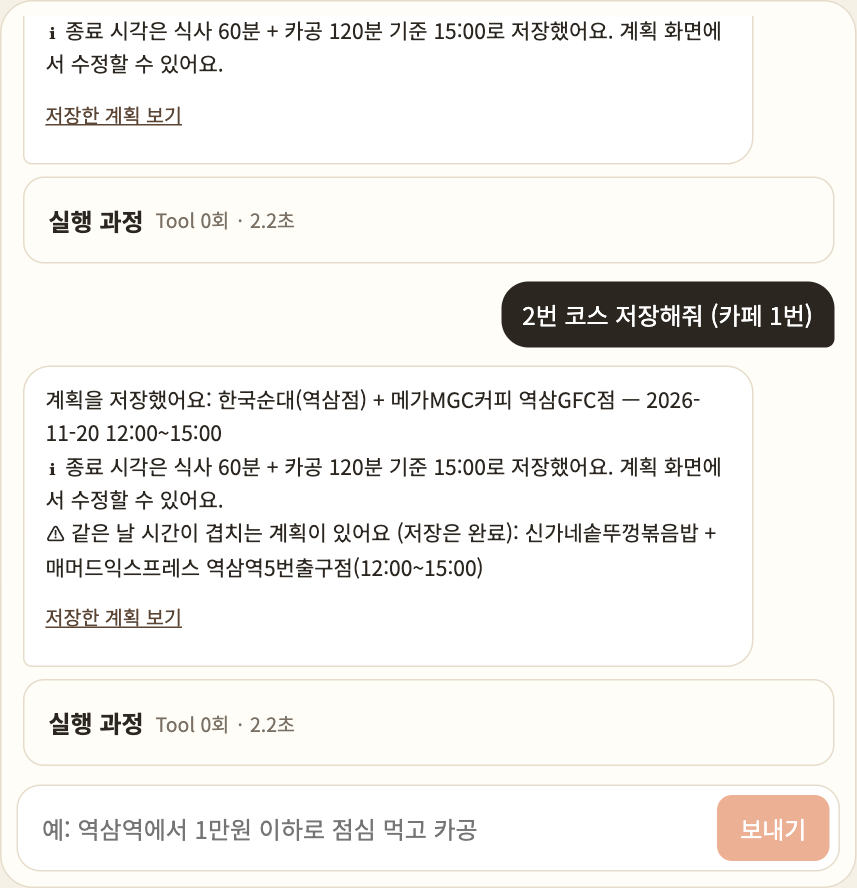 ℹ 종료 시각은 식사 60분 + 카공 120분 기준 15:00로 저장했어요. 계획 화면에
서 수정할 수 있어요.
저장한 계획 보기
실행 과정 Tool 0회 · 2.2초
2번 코스 저장해줘 (카페 1번)
계획을 저장했어요: 한국순대(역삼점) + 메가MGC커피 역삼GFC점 — 2026-
11-20 12:00~15:00
ℹ 종료 시각은 식사 60분 + 카공 120분 기준 15:00로 저장했어요. 계획 화면에
서 수정할 수 있어요.
⚠ 같은 날 시간이 겹치는 계획이 있어요 (저장은 완료): 신가네솥뚜껑볶음밥 +
매머드익스프레스 역삼역5번출구점(12:00~15:00)
저장한 계획 보기
실행 과정 Tool 0회 · 2.2초
예: 역삼역에서 1만원 이하로 점심 먹고 카공
보내기